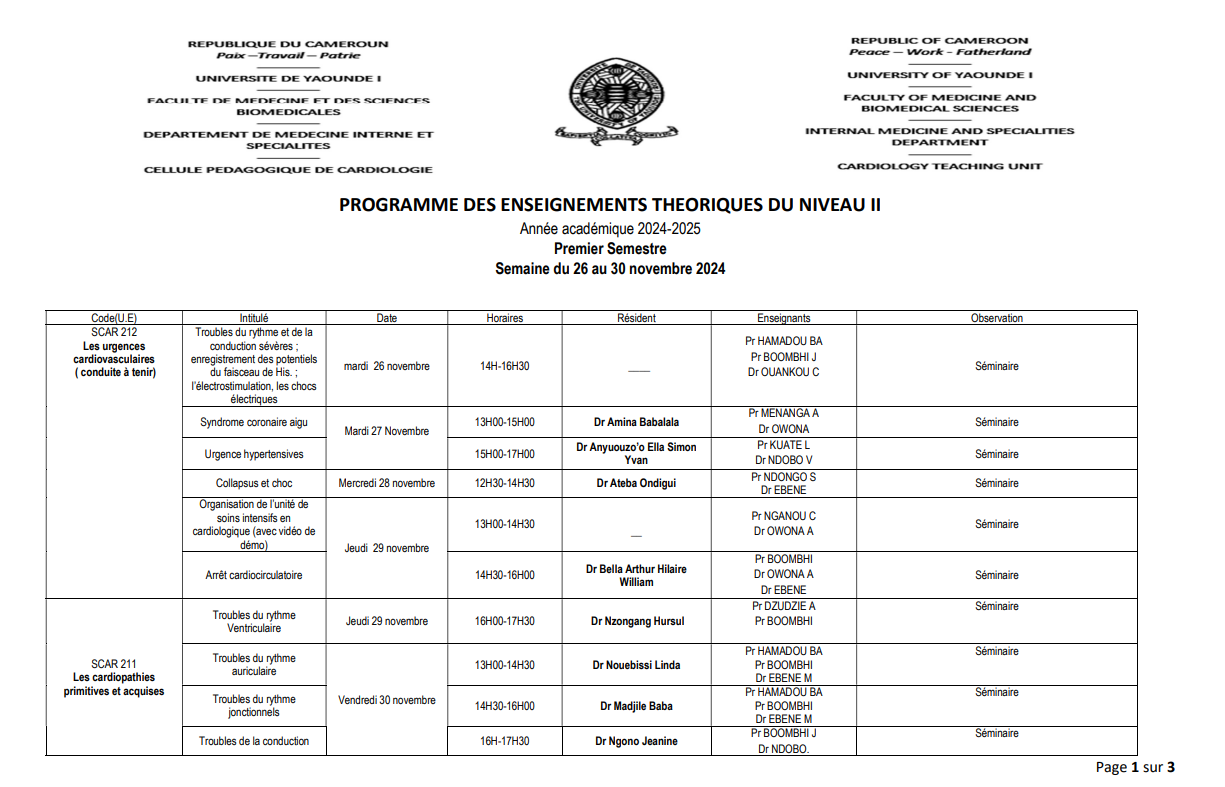 REPUBLIQUE DU CAMEROUN
Paix –Travail – Patrie
UNIVERSITE DE YAOUNDE I
FACULTE DE MEDECINE ET DES SCIENCES
BIOMEDICALES
DEPARTEMENT DE MEDECINE INTERNE ET
SPECIALITES
CELLULE PEDAGOGIQUE DE CARDIOLOGIE
REPUBLIC OF CAMEROON
Peace – Work - Fatherland
UNIVERSITY OF YAOUNDE I
FACULTY OF MEDICINE AND
BIOMEDICAL SCIENCES
INTERNAL MEDICINE AND SPECIALITIES
DEPARTMENT
CARDIOLOGY TEACHING UNIT
PROGRAMME DES ENSEIGNEMENTS THEORIQUES DU NIVEAU II
Année académique 2024-2025
Premier Semestre
Semaine du 26 au 30 novembre 2024
Code(U.E) Intitulé Date Horaires Résident Enseignants Observation
SCAR 212
Les urgences
cardiovasculaires
( conduite à tenir)
Troubles du rythme et de la
conduction sévères ;
enregistrement des potentiels
du faisceau de His. ;
l'électrostimulation, les chocs
électriques
mardi 26 novembre
14H-16H30
___
Pr HAMADOU BA
Pr BOOMBHI J
Dr OUANKOU C
Séminaire
Syndrome coronaire aigu
Mardi 27 Novembre
13H00-15H00
Dr Amina Babalala
Pr MENANGA A
Dr OWONA
Séminaire
Urgence hypertensives
15H00-17H00
Dr Anyuouzo'o Ella Simon
Yvan
Pr KUATE L
Dr NDOBO V
Séminaire
Collapsus et choc
Mercredi 28 novembre
12H30-14H30
Dr Ateba Ondigui
Pr NDONGO S
Dr EBENE
Séminaire
Organisation de l'unité de
soins intensifs en
cardiologique (avec vidéo de
démo)
Jeudi 29 novembre
13H00-14H30
__
Pr NGANOU C
Dr OWONA A
Séminaire
Arrêt cardiocirculatoire
14H30-16H00
Dr Bella Arthur Hilaire
William
Pr BOOMBHI
Dr OWONA A
Dr EBENE
Séminaire
SCAR 211
Les cardiopathies
primitives et acquises
Troubles du rythme
Ventriculaire
Jeudi 29 novembre
16H00-17H30
Dr Nzongang Hursul
Pr DZUDZIE A
Pr BOOMBHI
Séminaire
Troubles du rythme
auriculaire
Vendredi 30 novembre
13H00-14H30
Dr Nouebissi Linda
Pr HAMADOU BA
Pr BOOMBHI
Dr EBENE M
Séminaire
Troubles du rythme
jonctionnels
14H30-16H00
Dr Madjile Baba
Pr HAMADOU BA
Pr BOOMBHI
Dr EBENE M
Séminaire
Troubles de la conduction
16H-17H30
Dr Ngono Jeanine
Pr BOOMBHI J
Dr NDOBO.
Séminaire
Page 1 sur 3